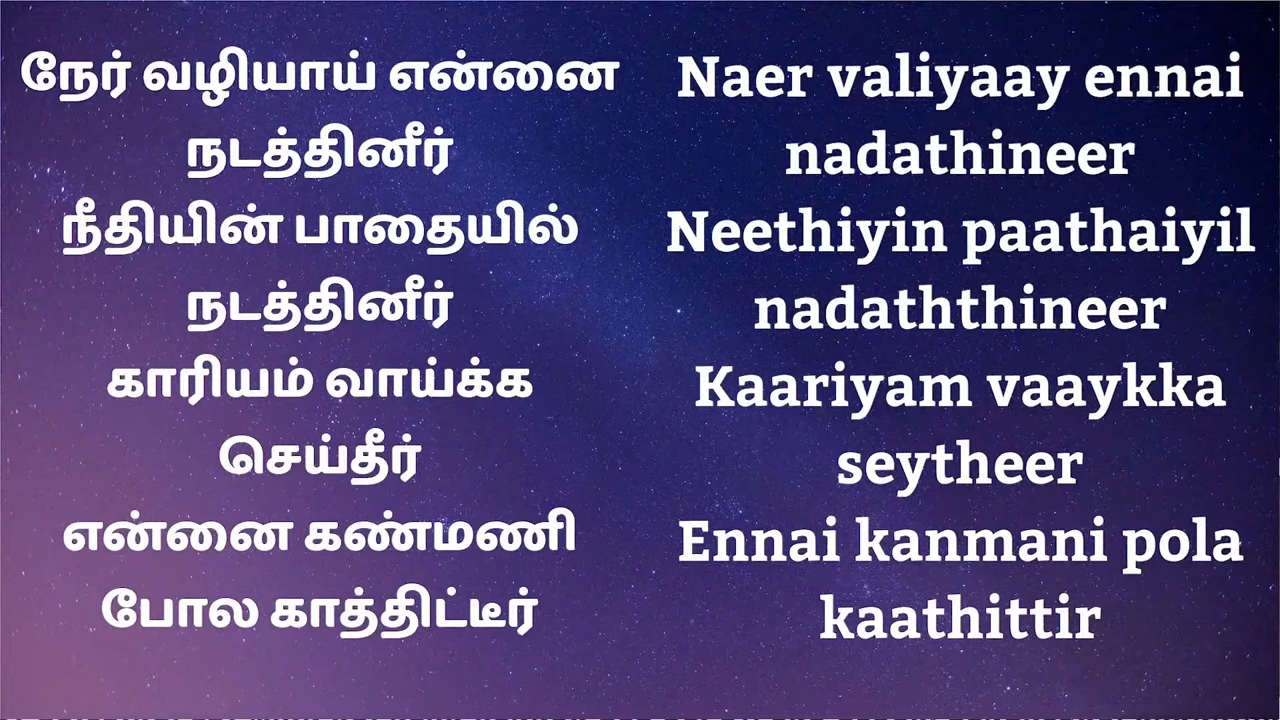 நேர் வழியாய் என்னை
நடத்தினீர்
நீதியின் பாதையில்
நடத்தினீர்
காரியம் வாய்க்க
செய்தீர்
என்னை கண்மணி
போல காத்திட்டீர்
Naer valiyaay ennai
nadathineer
Neethiyin paathaiyil
nadaththineer
Kaariyam vaaykka
seytheer
Ennai kanmani pola
kaathittir